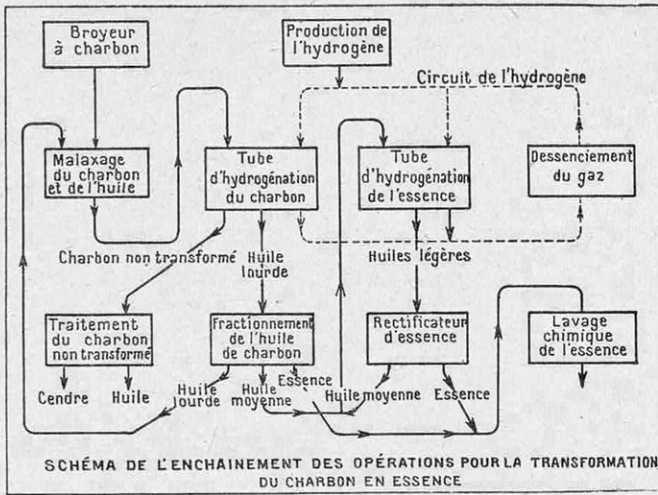 Broyeur
à charbon
Production de
l'hydrogène
Circuit de l'hydrogène
Malaxage
du charbon
et de l'huile
Tube
d'hydrogénation
du charbon
Tube
d'hydrogénation
de l'essence
Dessenciement
du gaz
Charbon non transformé
Huile
lourde
Huiles légères
Traitement
du charbon
non transformé
Fractionnement
de l'huile
de charbon
Rectificateur
d'essence
Lavage
chimique
de l'essence
Cendre
Huile
Huile
lourde
Huile
moyenne
Essence
Huile moyenne
Essence
SCHÉMA DE L'ENCHAINEMENT DES OPÉRATIONS POUR LA TRANSFORMATION
DU CHARBON EN ESSENCE